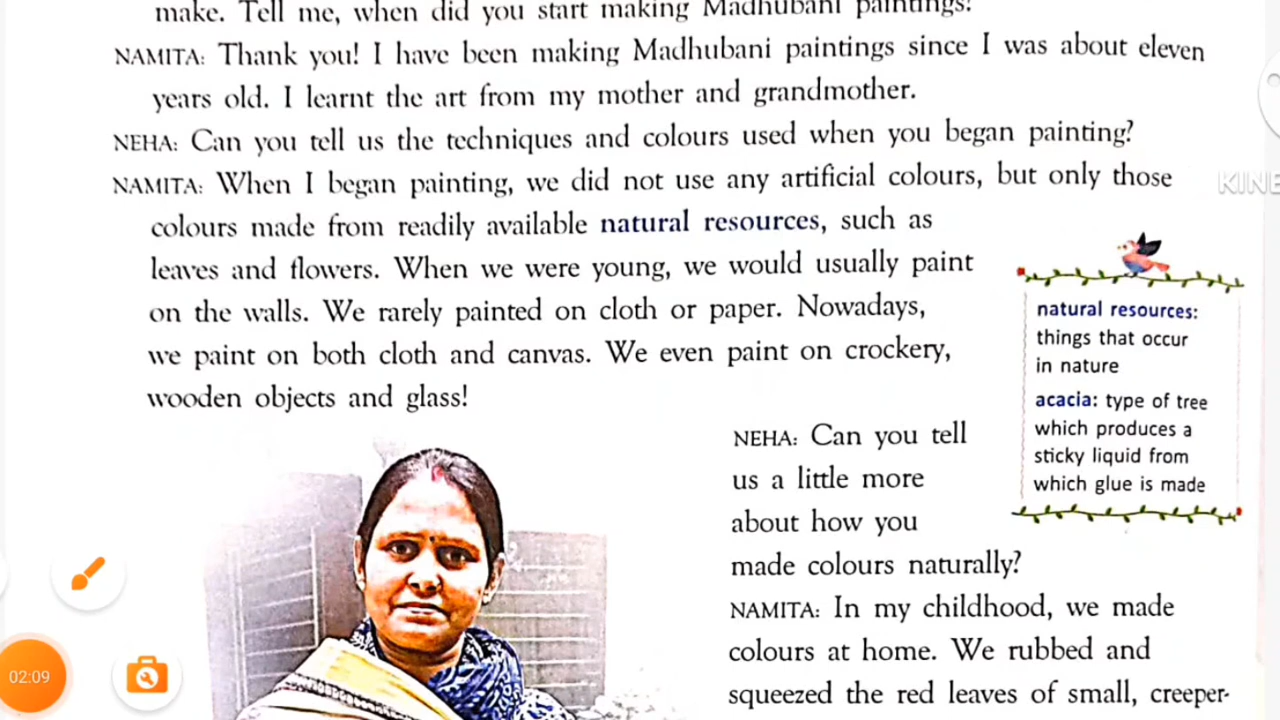 make. Tell me, when did you start making Madhubani paintings?
NAMITA: Thank you! I have been making Madhubani paintings since I was about eleven
years old. I learnt the art from my mother and grandmother.
NEHA: Can you tell us the techniques and colours used when you began painting?
NAMITA: When I began painting, we did not use any artificial colours, but only those
colours made from readily available natural resources, such as
leaves and flowers. When we were young, we would usually paint
on the walls. We rarely painted on cloth or paper. Nowadays,
we paint on both cloth and canvas. We even paint on crockery,
wooden objects and glass!
natural resources:
things that occur
in nature
acacia: type of tree
which produces a
sticky liquid from
which glue is made
NEHA: Can you tell
us a little more
about how you
made colours naturally?
NAMITA: In my childhood, we made
colours at home. We rubbed and
squeezed the red leaves of small, creeper-
KINE
02:09